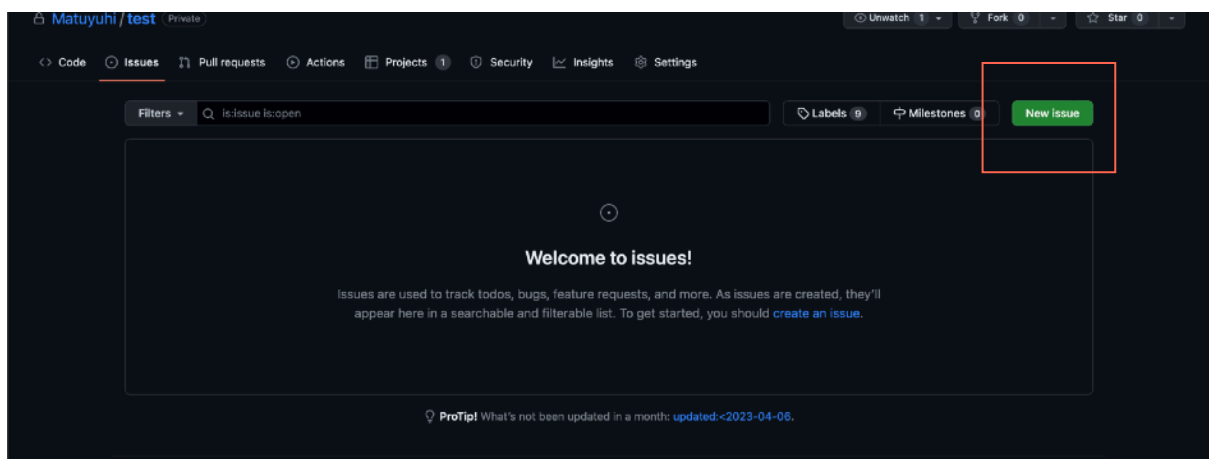 Matuyuhi / test Private Unwatch 1 Fork 0 Star 0
Code Issues Pull requests Actions Projects 1 Security Insights Settings
Filters is:issue is:open Labels 9 Milestones 0 New issue
Welcome to issues!
Issues are used to track todos, bugs, feature requests, and more. As issues are created, they'll
appear here in a searchable and filterable list. To get started, you should create an issue.
ProTip! What's not been updated in a month: updated:<2023-04-06.